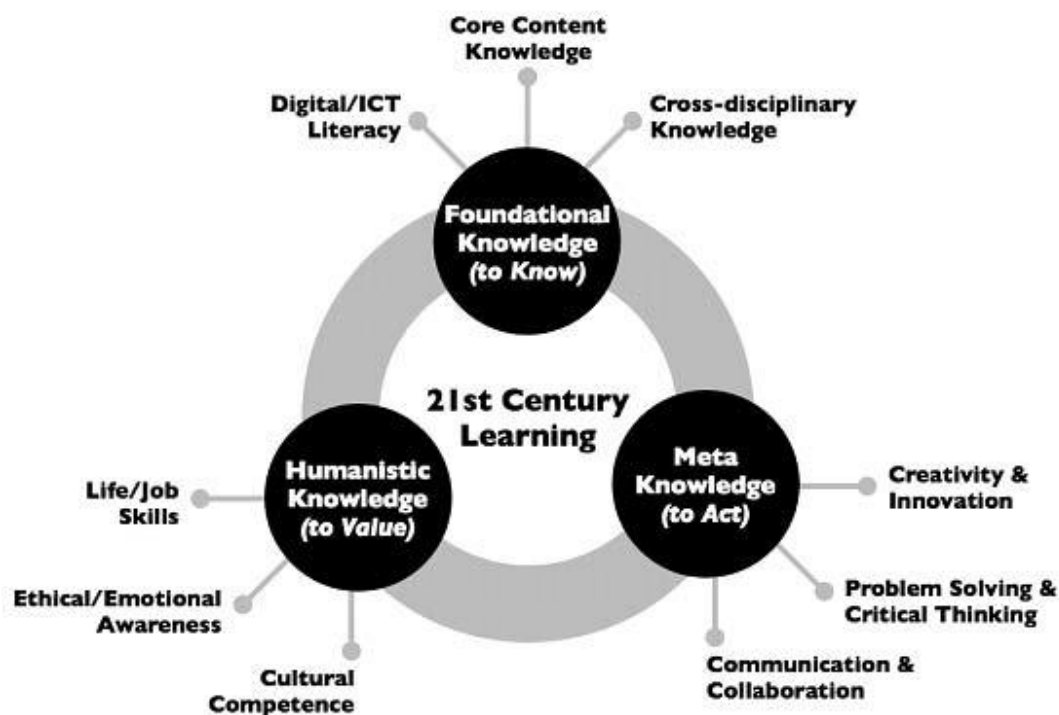 Core Content
Knowledge
Digital/ICT
Literacy
Cross-disciplinary
Knowledge
Foundational
Knowledge
(to Know)
21st Century
Learning
Humanistic
Knowledge
(to Value)
Meta
Knowledge
(to Act)
Life/Job
Skills
Ethical/Emotional
Awareness
Cultural
Competence
Creativity &
Innovation
Problem Solving &
Critical Thinking
Communication &
Collaboration